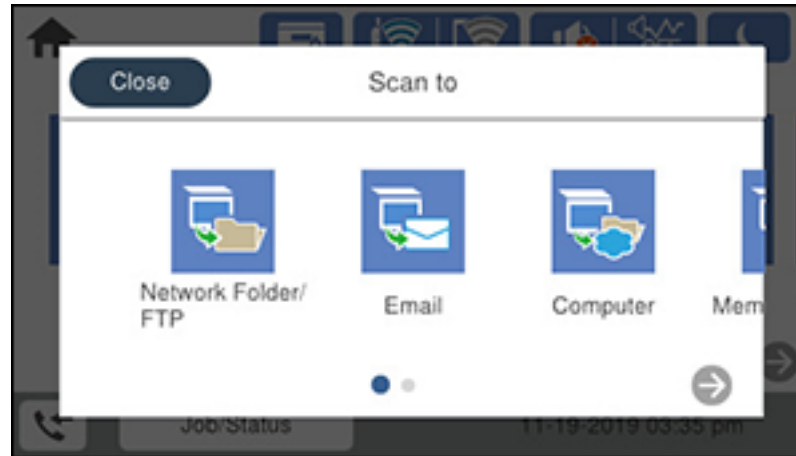 Close
Scan to
Network Folder/
FTP
Email
Computer
Mem
Job/Status
11-19-2019 03:35 pm